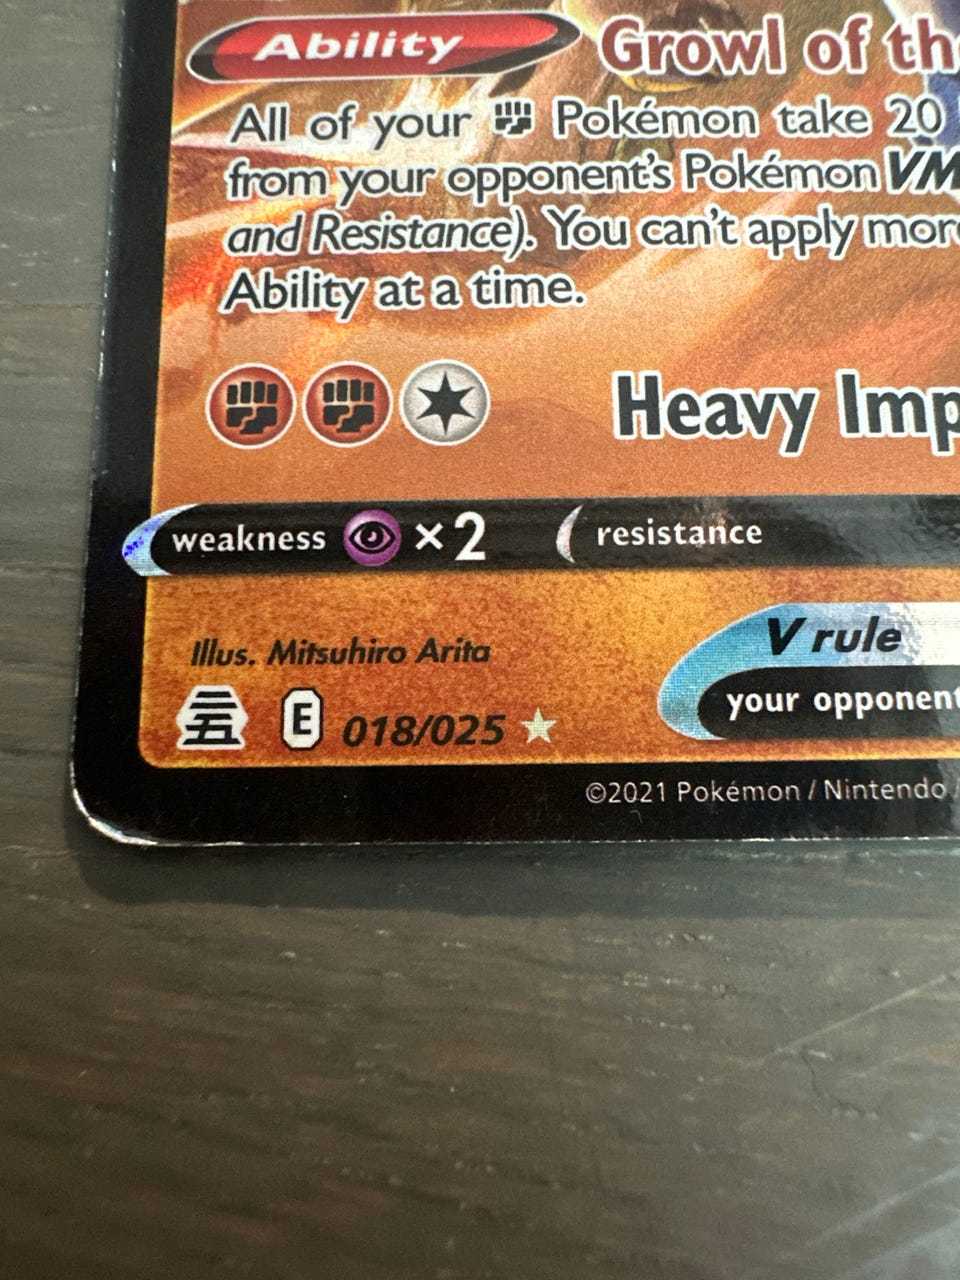 Ability Growl of the
All of your Pokémon take 20
from your opponent's Pokémon VM
and Resistance). You can't apply more
Ability at a time.
Heavy Imp
weakness ×2 resistance
Illus. Mitsuhiro Arita
V rule
E 018/025
your opponent
©2021 Pokémon / Nintendo /